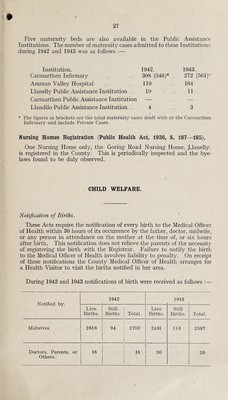 27
Five maternity beds are also available in the Public Assistance
Institutions. The number of maternity cases admitted to these Institutions
during 1942 and 1943 was as follows :—
Institution. 1942. 1943.
Carmarthen Infirmary 308 (546)* 272 (561)*
Amman Valley Hospital 119 164
Llanelly Public Assistance Institution 10 11
Carmarthen Public Assistance Institution — —
Llandilo Public Assistance Institution 4 3
* The figures in brackets are the total maternity cases dealt with at the Carmarthen
Infirmary and include Private Cases.
Nursing Homes Registration (Public Health Act, 1936, S. 187—195).
One Nursing Home only, the Goring Road Nursing Home, Llanelly,
is registered in the County. This is periodically inspected and the bye-
laws found to be duly observed.
CHILD WELFARE.
Notification of Births.
These Acts require the notification of every birth to the Medical Officer
of Health within 36 hours of its occurrence by the father, doctor, midwife,
or any person in attendance on the mother at the time of, or six hours
after birth. This notification does not relieve the parents of the necessity
of registering the birth with the Registrar. Failure to notify the birth
to the Medical Officer of Health involves liability to penalty. On receipt
of these notifications the County Medical Officer of Health arranges for
a Health Visitor to visit the births notified in her area.
During 1942 and 1943 notifications of birth were received as follows :—
Notified by. 1942 1943
Live Births. Still Births. Total. Live Births. Still Births. Total.
Midwives 2616 94 2710 2481 116 2597
Doctors, Parents, or Others. 16 16 30 30